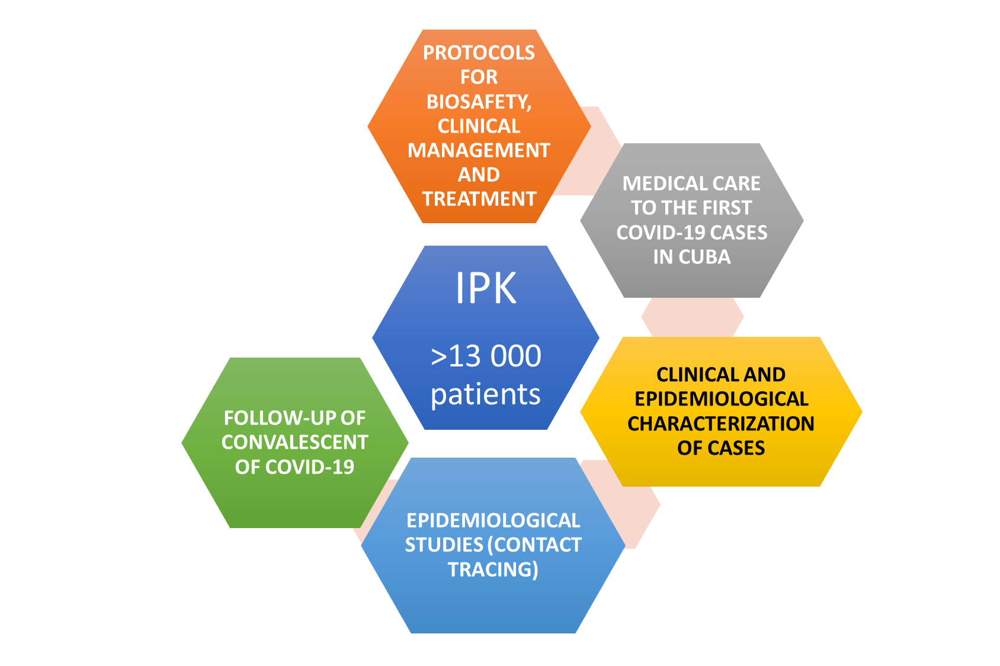 PROTOCOLS
FOR
BIOSAFETY,
CLINICAL
MANAGEMENT
AND
TREATMENT
MEDICAL CARE
TO THE FIRST
COVID-19 CASES
IN CUBA
IPK
>13 000
patients
CLINICAL AND
EPIDEMIOLOGICAL
CHARACTERIZATION
OF CASES
FOLLOW-UP OF
CONVALESCENT
OF COVID-19
EPIDEMIOLOGICAL
STUDIES (CONTACT
TRACING)